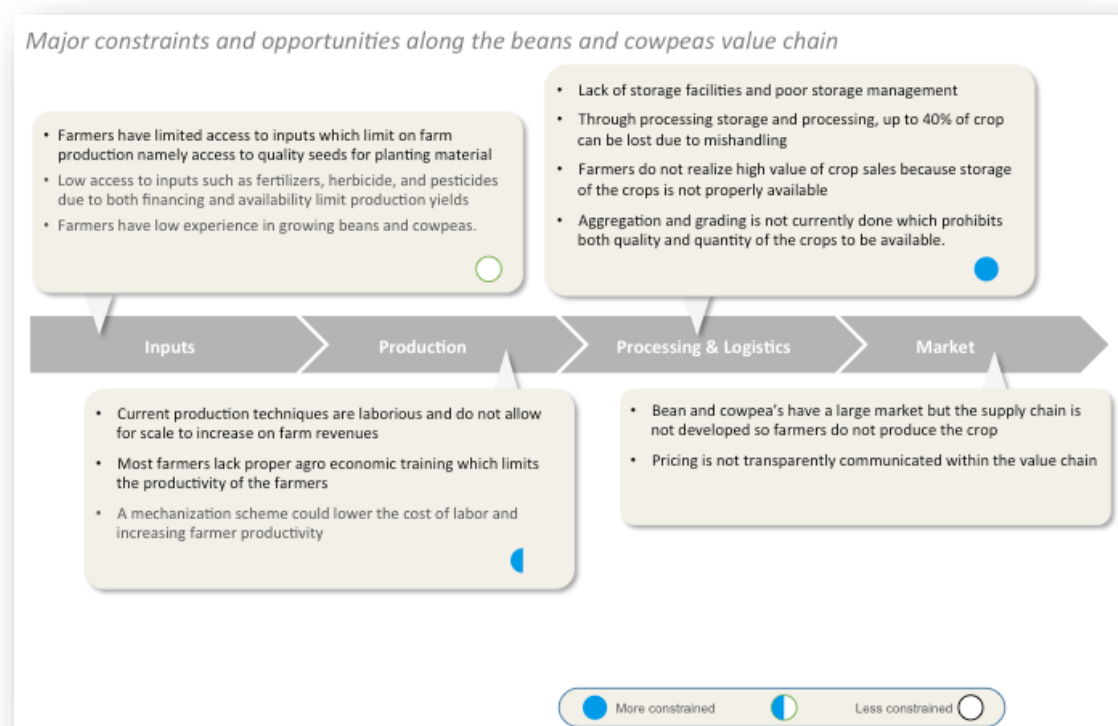 Major constraints and opportunities along the beans and cowpeas value chain
• Farmers have limited access to inputs which limit on farm
production namely access to quality seeds for planting material
• Low access to inputs such as fertilizers, herbicide, and pesticides
due to both financing and availability limit production yields
• Farmers have low experience in growing beans and cowpeas.
• Lack of storage facilities and poor storage management
• Through processing storage and processing, up to 40% of crop
can be lost due to mishandling
• Farmers do not realize high value of crop sales because storage
of the crops is not properly available
• Aggregation and grading is not currently done which prohibits
both quality and quantity of the crops to be available.
Inputs
Production
Processing & Logistics
Market
• Current production techniques are laborious and do not allow
for scale to increase on farm revenues
• Most farmers lack proper agro economic training which limits
the productivity of the farmers
• A mechanization scheme could lower the cost of labor and
increasing farmer productivity
• Bean and cowpea's have a large market but the supply chain is
not developed so farmers do not produce the crop
• Pricing is not transparently communicated within the value chain
More constrained
Less constrained